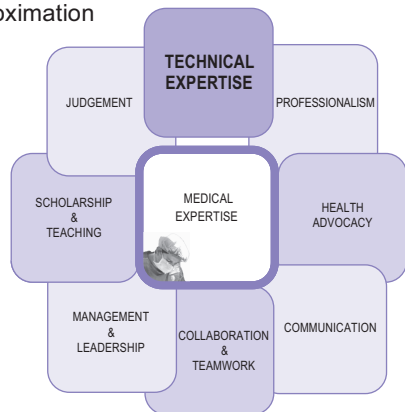 oximation
TECHNICAL
EXPERTISE
JUDGEMENT
PROFESSIONALISM
SCHOLARSHIP
&
TEACHING
MEDICAL
EXPERTISE
HEALTH
ADVOCACY
MANAGEMENT
&
LEADERSHIP
COLLABORATION
&
TEAMWORK
COMMUNICATION